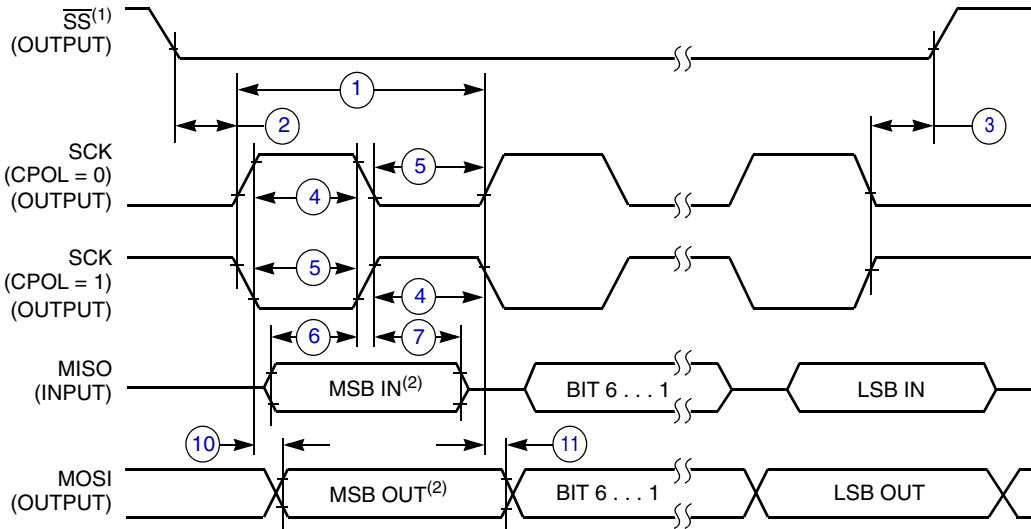 SS(1)
(OUTPUT)
1
2
3
SCK
(CPOL = 0)
(OUTPUT)
5
4
SCK
(CPOL = 1)
(OUTPUT)
5
4
6
7
MISO
(INPUT)
MSB IN(2)
BIT 6 . . . 1
LSB IN
10
11
MOSI
(OUTPUT)
MSB OUT(2)
BIT 6 . . . 1
LSB OUT